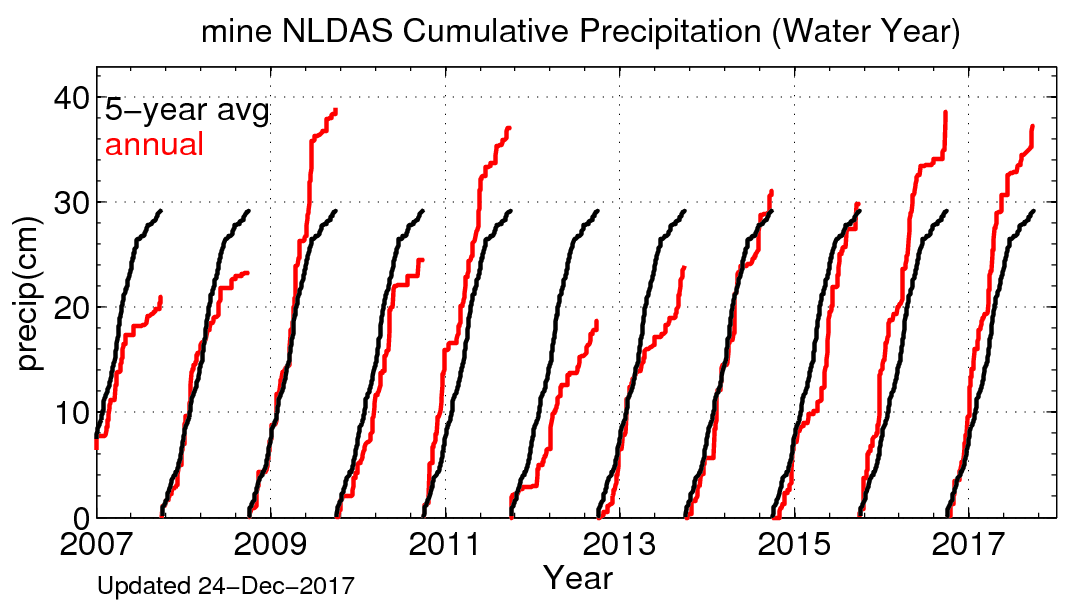 mine NLDAS Cumulative Precipitation (Water Year)
5−year avg
annual
precip(cm)
40
30
20
10
0
2007 2009 2011 2013 2015 2017
Year
Updated 24−Dec−2017